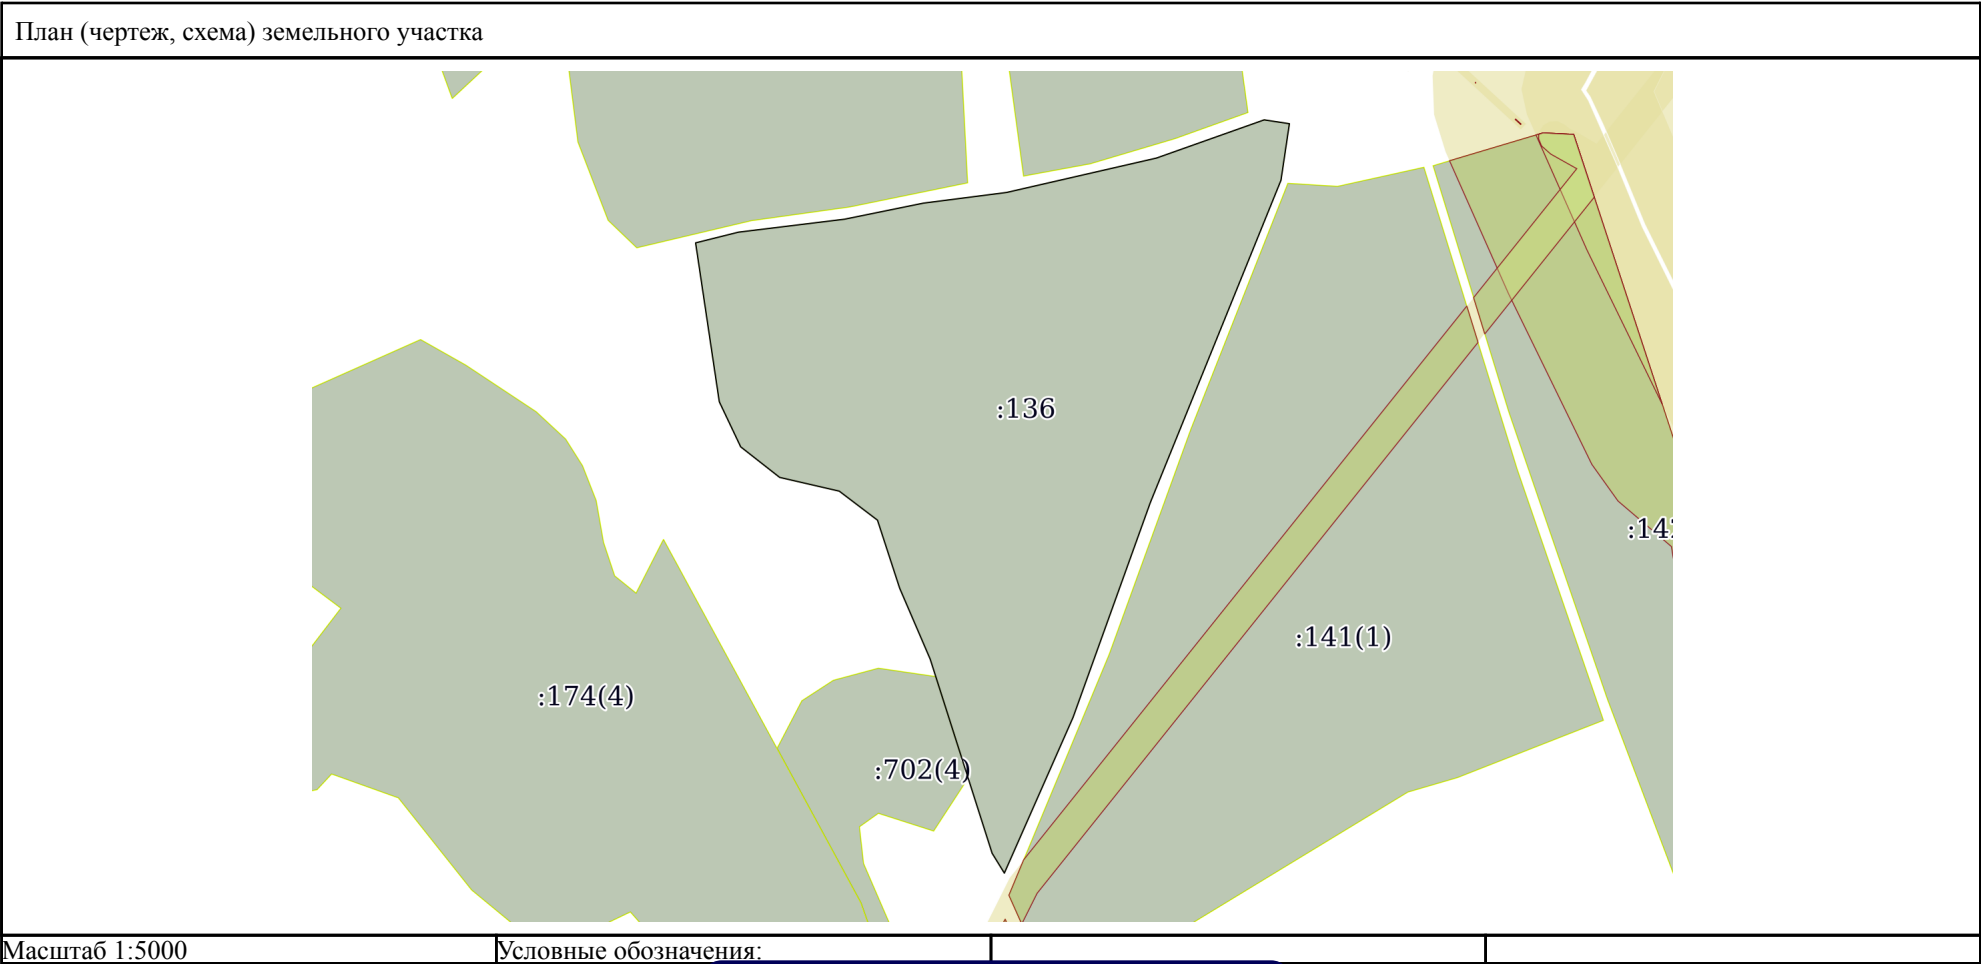 План (чертеж, схема) земельного участка
:136
:141(1)
:174(4)
:702(4)
Масштаб 1:5000
Условные обозначения: